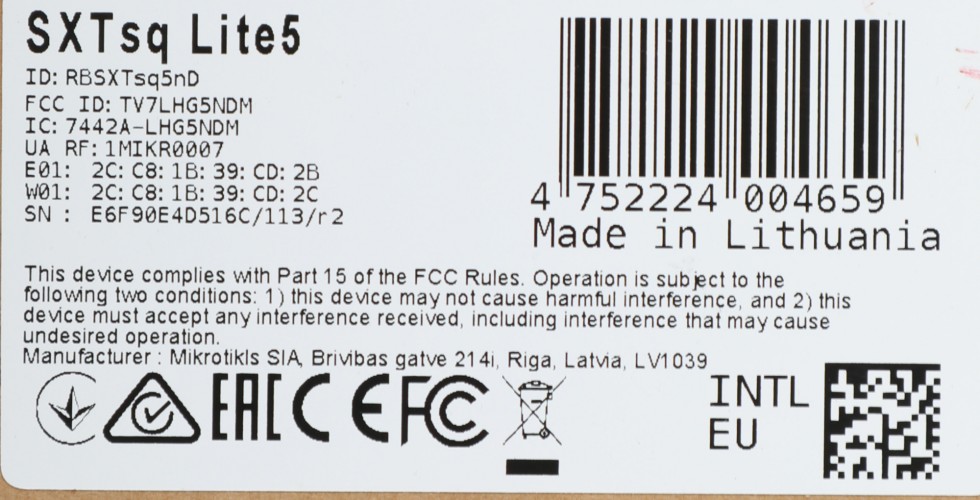 SXTsq Lite5
ID: RBSXTsq5nD
FCC ID: TV7LHG5NDM
IC: 7442A-LHG5NDM
UA RF: 1MIKR0007
E01: 2C: C8: 1B: 39: CD: 2B
W01: 2C: C8: 1B: 39: CD: 2C
SN : E6F90E4D516C/113/r2
4 752224 004659
Made in Lithuania
This device complies with Part 15 of the FCC Rules. Operation is subject to the
following two conditions: 1) this device may not cause harmful interference, and 2) this
device must accept any interference received, including interference that may cause
undesired operation.
Manufacturer : Mikrotikls SIA, Brivibas gatve 214i, Riga, Latvia, LV1039
EAC CE FC
INTL
EU